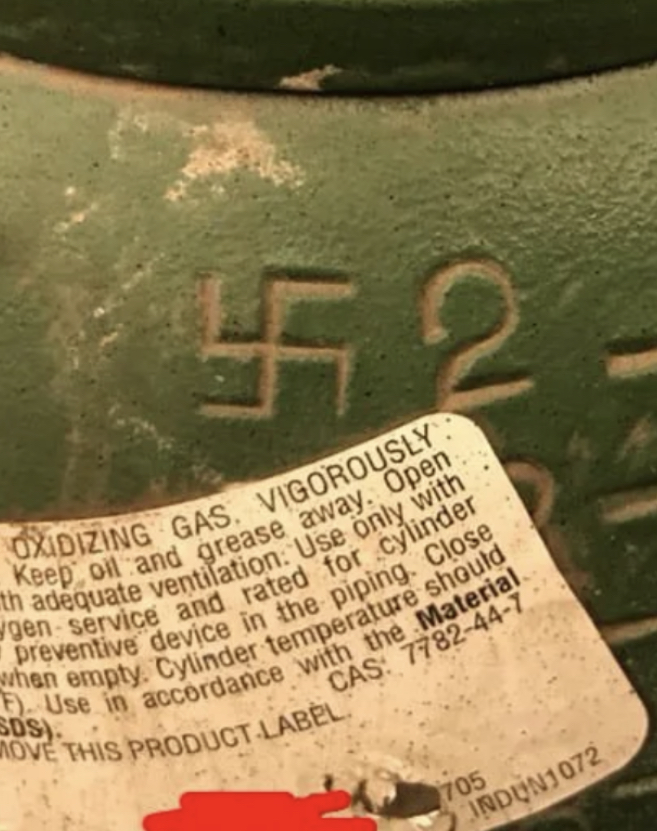 卐 2
OXIDIZING GAS. VIGOROUSLY
Keep oil and grease away. Open
th adequate ventilation. Use only with
ygen service and rated for cylinder
preventive device in the piping. Close
when empty. Cylinder temperature should
F). Use in accordance with the Material
SDS). CAS: 7782-44-7
MOVE THIS PRODUCT LABEL.
705
INDUN1072